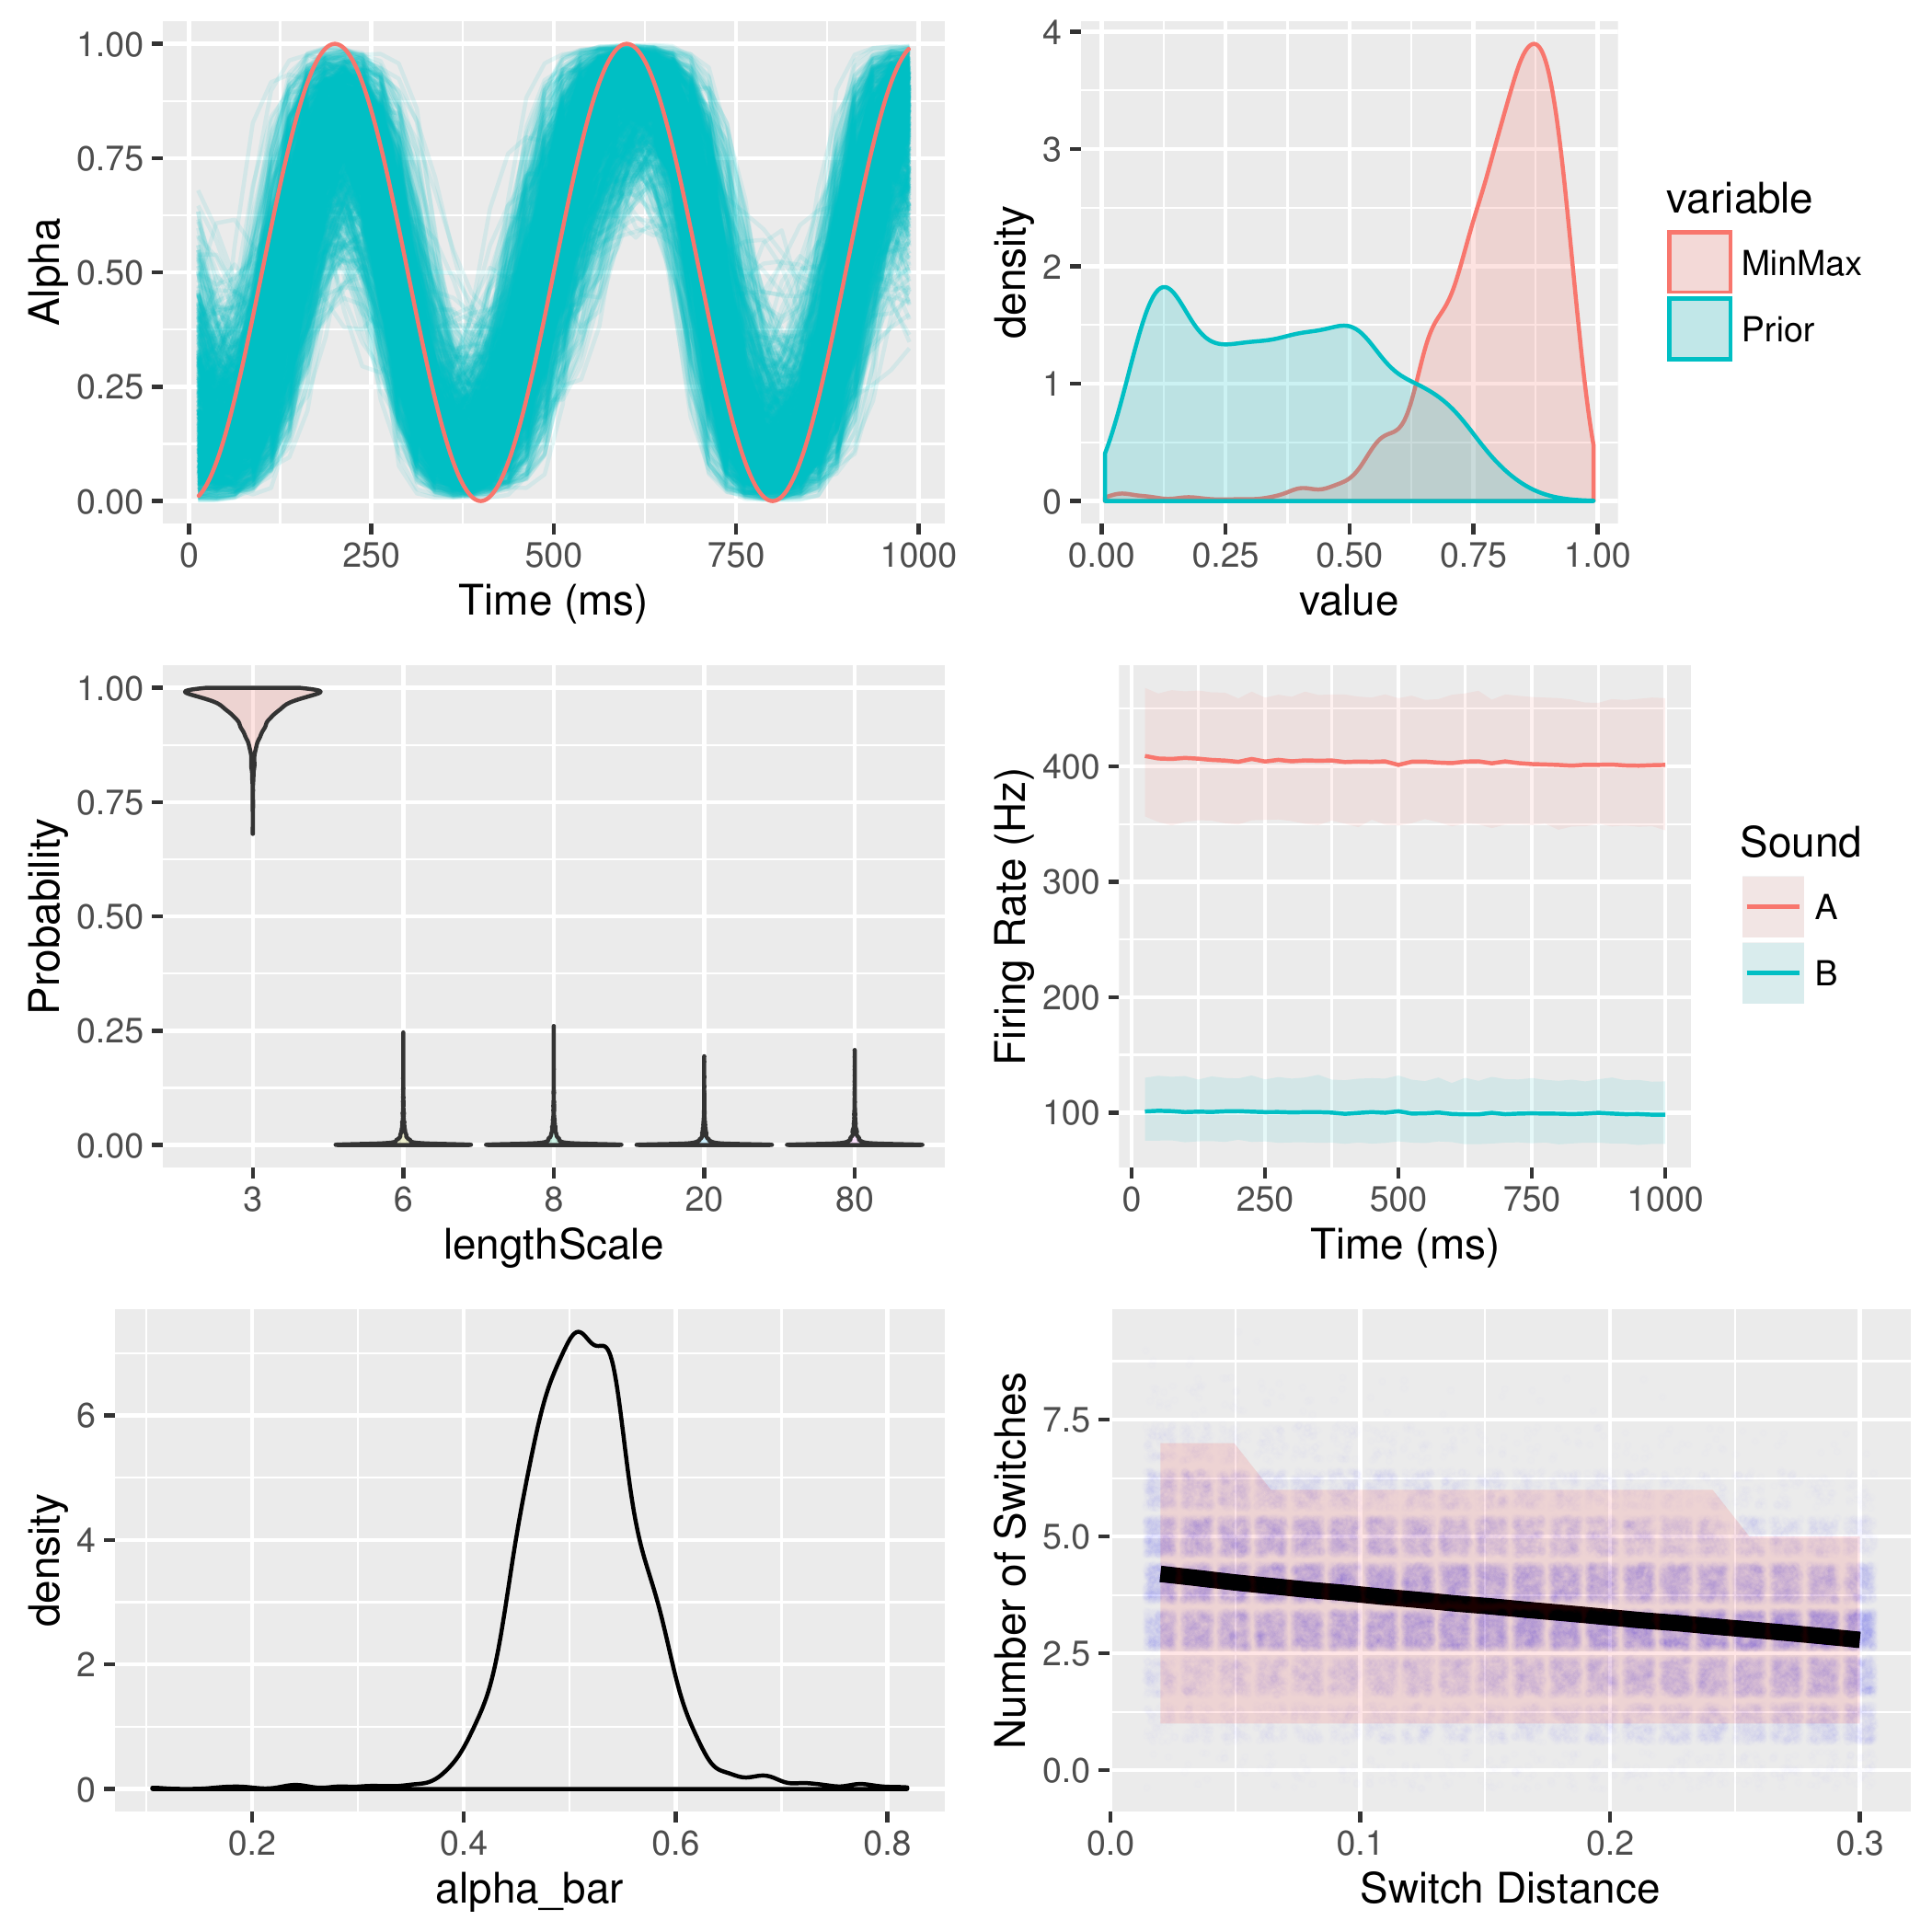 1.00
0.75
0.50
0.25
0.00
Alpha
0 250 500 750 1000
Time (ms)
4
3
2
1
0
density
0.00 0.25 0.50 0.75 1.00
value
variable
MinMax
Prior
1.00
0.75
0.50
0.25
0.00
Probability
3 6 8 20 80
lengthScale
400
300
200
100
Firing Rate (Hz)
0 250 500 750 1000
Time (ms)
Sound
A
B
6
4
2
0
density
0.2 0.4 0.6 0.8
alpha_bar
7.5
5.0
2.5
0.0
Number of Switches
0.0 0.1 0.2 0.3
Switch Distance